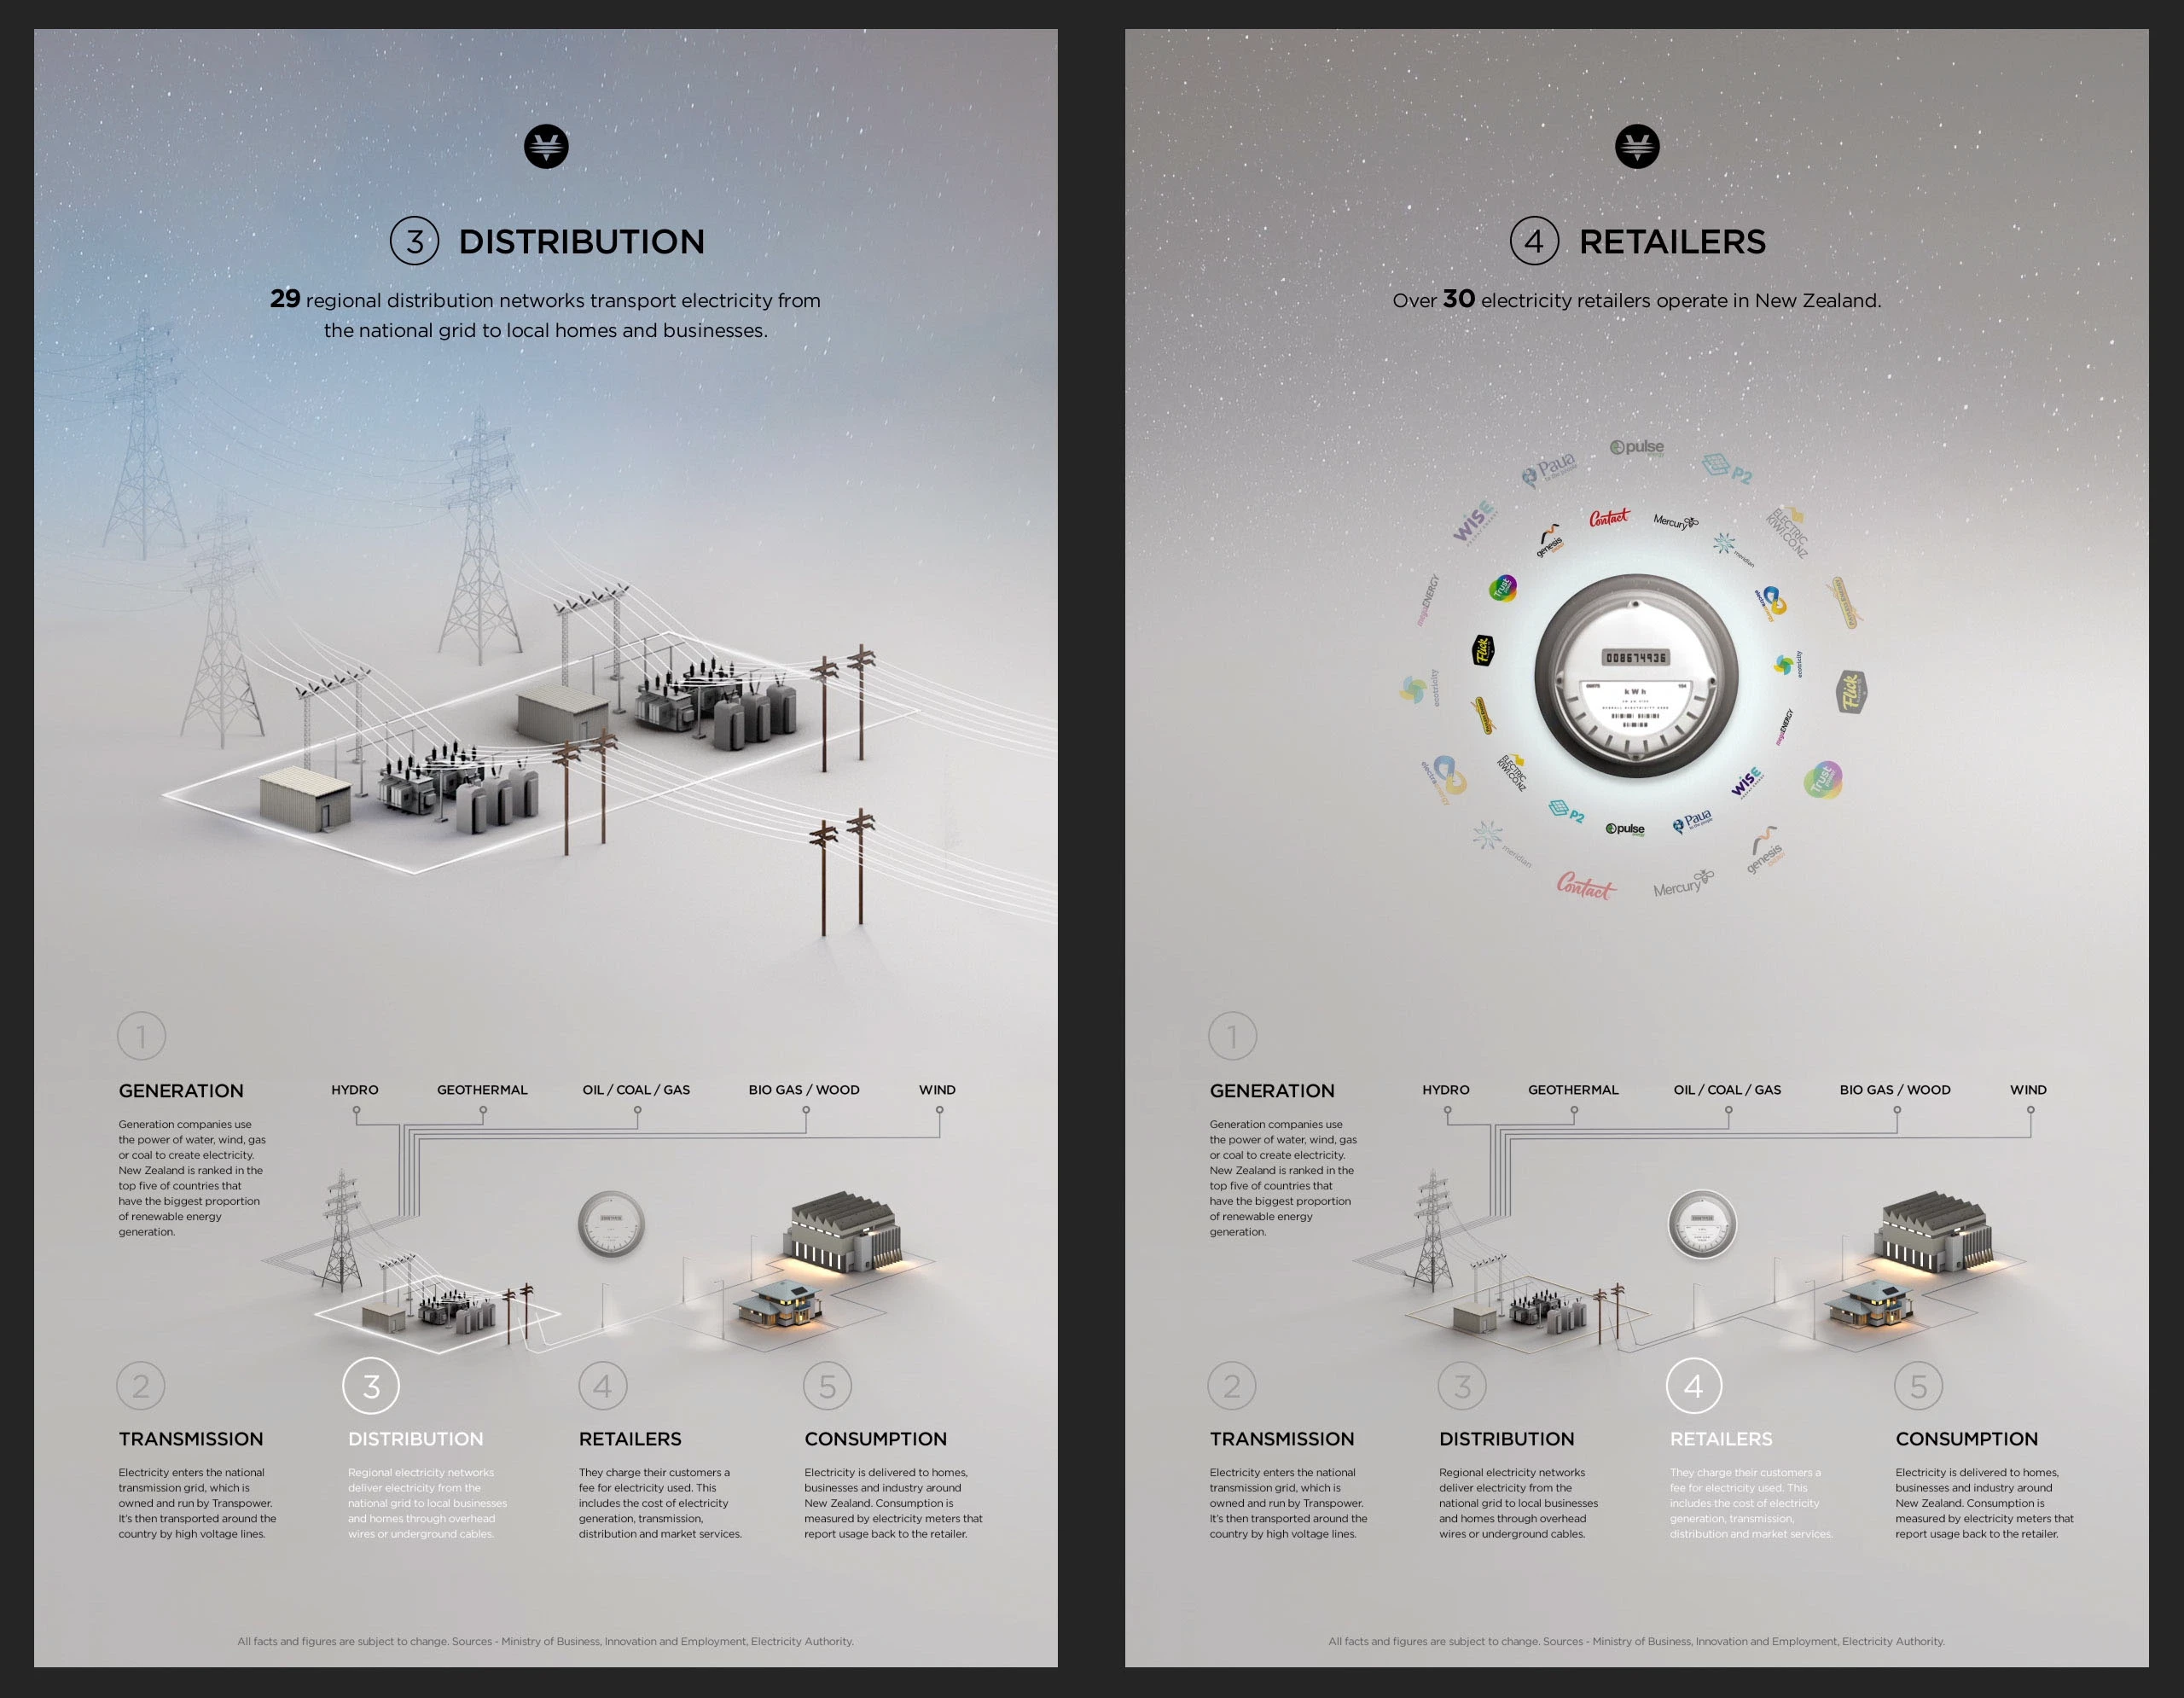 3 DISTRIBUTION
29 regional distribution networks transport electricity from
the national grid to local homes and businesses.
1
GENERATION
Generation companies use
the power of water, wind, gas
or coal to create electricity.
New Zealand is ranked in the
top five of countries that
have the biggest proportion
of renewable energy
generation.
HYDRO
GEOTHERMAL
OIL / COAL / GAS
BIO GAS / WOOD
WIND
2
TRANSMISSION
Electricity enters the national
transmission grid, which is
owned and run by Transpower.
It's then transported around the
country by high voltage lines.
3
DISTRIBUTION
Regional electricity networks
deliver electricity from the
national grid to local businesses
and homes through overhead
wires or underground cables.
4
RETAILERS
They charge their customers a
fee for electricity used. This
includes the cost of electricity
generation, transmission,
distribution and market services.
5
CONSUMPTION
Electricity is delivered to homes,
businesses and industry around
New Zealand. Consumption is
measured by electricity meters that
report usage back to the retailer.
All facts and figures are subject to change. Sources - Ministry of Business, Innovation and Employment, Electricity Authority.
4 RETAILERS
Over 30 electricity retailers operate in New Zealand.
pulse
P2
ELECTRIC
KIWI.CO.NZ
Flick
Trust
genesis
Mercury
Contact
meridian
electra
ecotricity
megaENERGY
WISE
Paua
to the people
Contact
Mercury
meridian
electra
ecotricity
megaENERGY
WISE
Paua
to the people
pulse
P2
ELECTRIC
KIWI.CO.NZ
Flick
Trust
genesis
008674936
kWh
1
GENERATION
Generation companies use
the power of water, wind, gas
or coal to create electricity.
New Zealand is ranked in the
top five of countries that
have the biggest proportion
of renewable energy
generation.
HYDRO
GEOTHERMAL
OIL / COAL / GAS
BIO GAS / WOOD
WIND
2
TRANSMISSION
Electricity enters the national
transmission grid, which is
owned and run by Transpower.
It's then transported around the
country by high voltage lines.
3
DISTRIBUTION
Regional electricity networks
deliver electricity from the
national grid to local businesses
and homes through overhead
wires or underground cables.
4
RETAILERS
They charge their customers a
fee for electricity used. This
includes the cost of electricity
generation, transmission,
distribution and market services.
5
CONSUMPTION
Electricity is delivered to homes,
businesses and industry around
New Zealand. Consumption is
measured by electricity meters that
report usage back to the retailer.
All facts and figures are subject to change. Sources - Ministry of Business, Innovation and Employment, Electricity Authority.